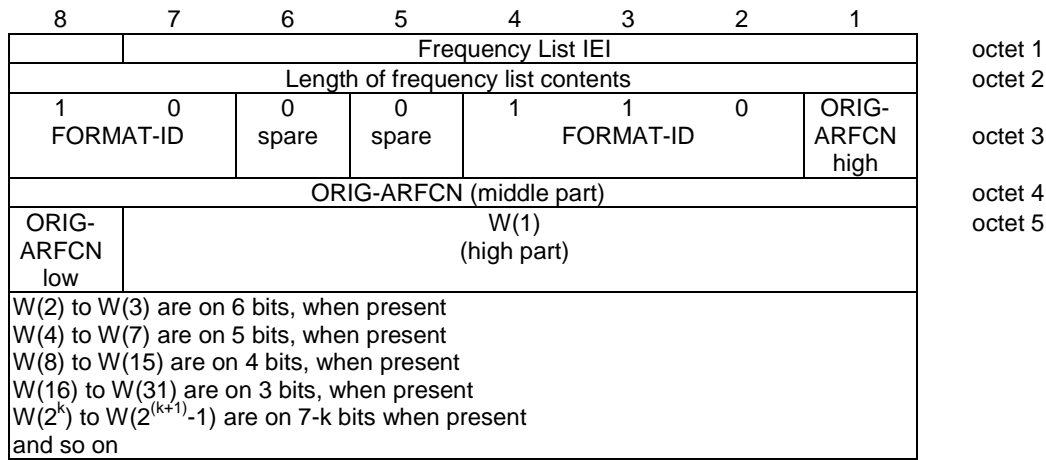 8 7 6 5 4 3 2 1
Frequency List IEI octet 1
Length of frequency list contents octet 2
1 0 0 0 1 1 0 ORIG-
FORMAT-ID spare spare FORMAT-ID ARFCN octet 3
high
ORIG-ARFCN (middle part) octet 4
ORIG- W(1) octet 5
ARFCN (high part)
low
W(2) to W(3) are on 6 bits, when present
W(4) to W(7) are on 5 bits, when present
W(8) to W(15) are on 4 bits, when present
W(16) to W(31) are on 3 bits, when present
W(2^k) to W(2^(k+1)-1) are on 7-k bits when present
and so on